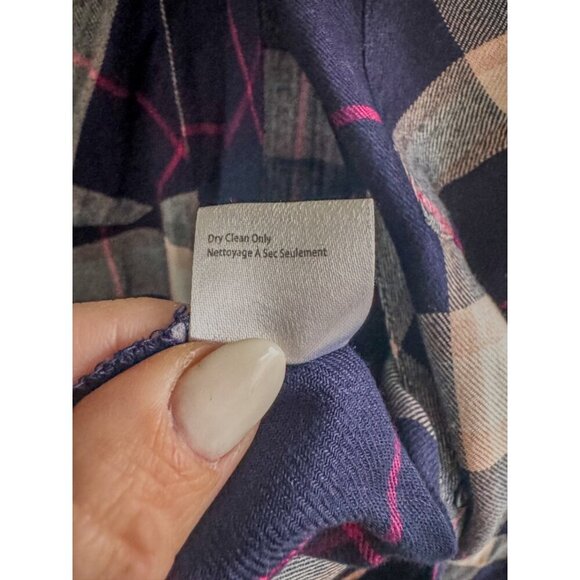 Dry Clean Only
Nettoyage À Sec Seulement